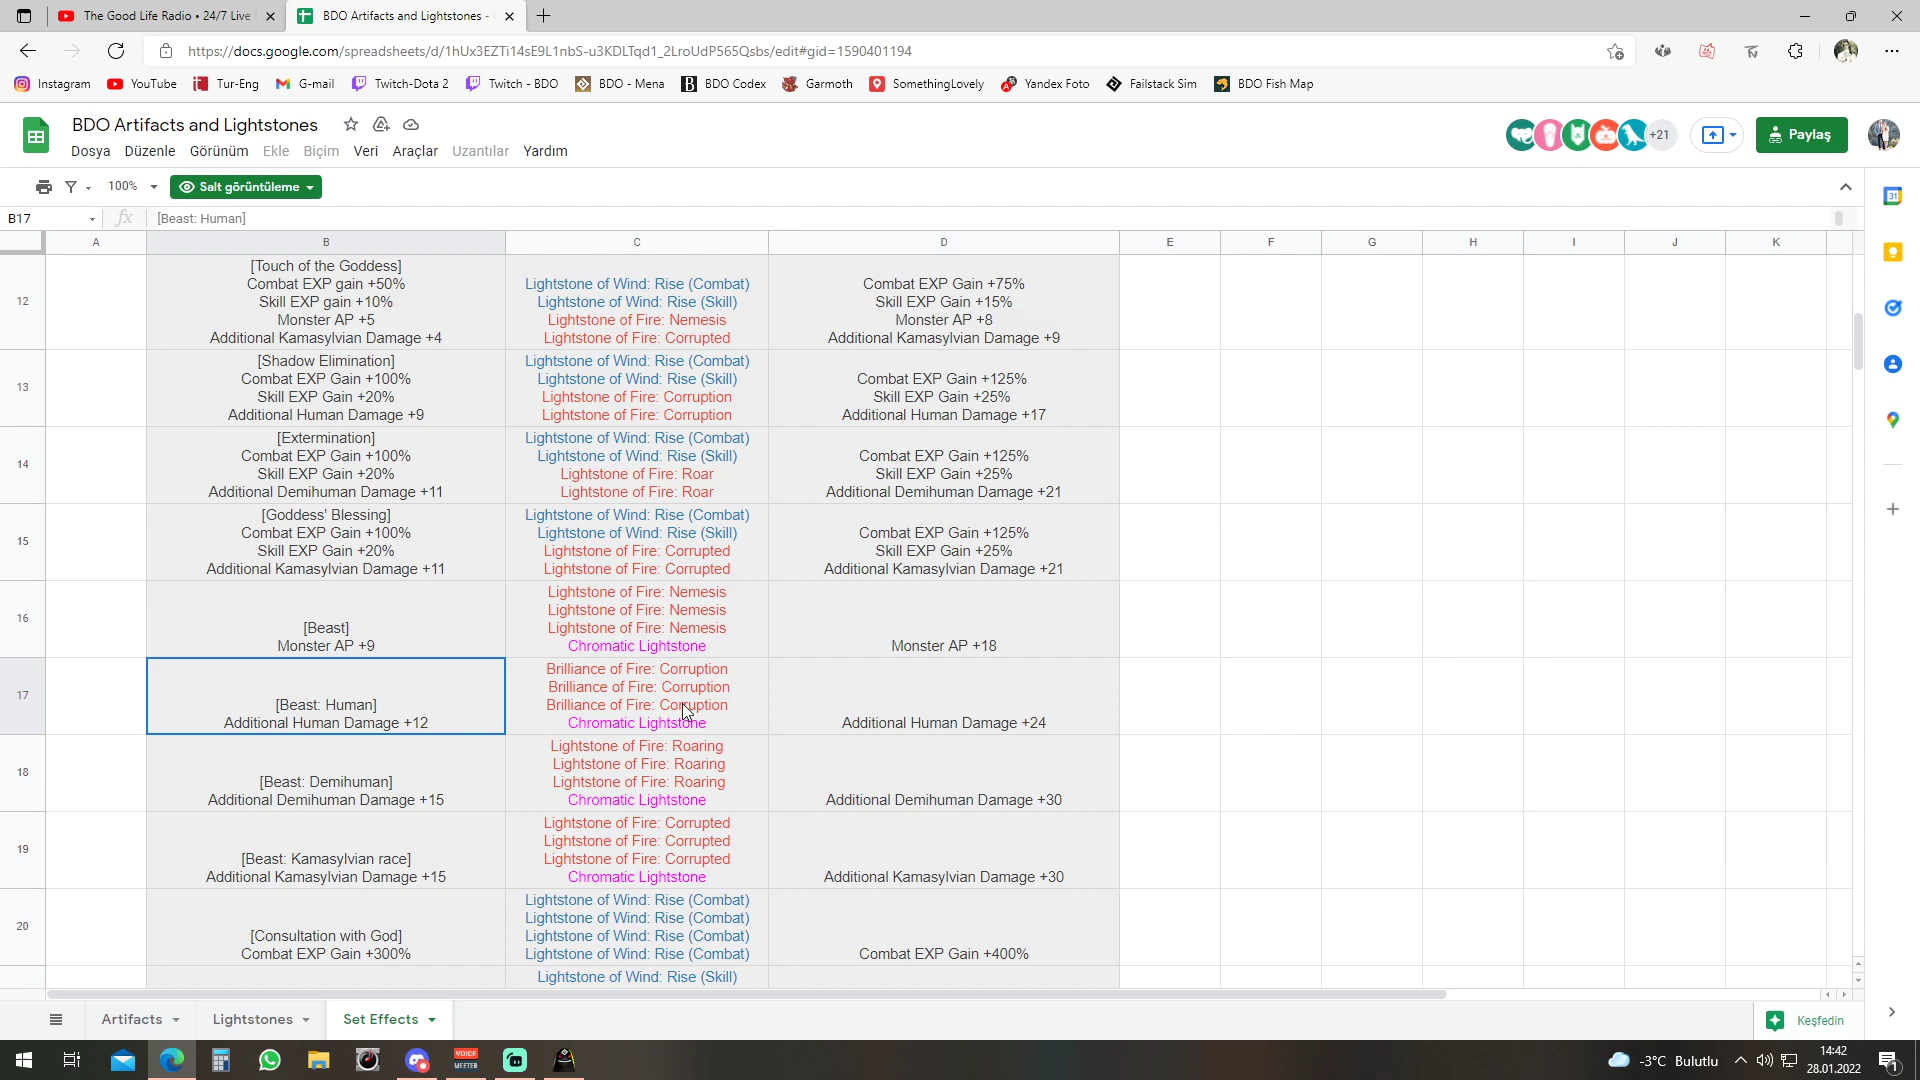 The Good Life Radio • 24/7 Live
BDO Artifacts and Lightstones -
https://docs.google.com/spreadsheets/d/1hUx3EZTi14sE9L1nbS-u3KDLTqd1_2LroUdP565Qsbs/edit#gid=1590401194
Instagram
YouTube
Tur-Eng
G-mail
Twitch-Dota 2
Twitch - BDO
BDO - Mena
BDO Codex
Garmoth
SomethingLovely
Yandex Foto
Failstack Sim
BDO Fish Map
BDO Artifacts and Lightstones
+21
Paylaş
Dosya Düzenle Görünüm Ekle Biçim Veri Araçlar Uzantılar Yardım
100%
Salt görüntüleme
B17
fx
[Beast: Human]
A B C D E F G H I J K
12
[Touch of the Goddess]
Combat EXP gain +50%
Skill EXP gain +10%
Monster AP +5
Additional Kamasylvian Damage +4
Lightstone of Wind: Rise (Combat)
Lightstone of Wind: Rise (Skill)
Lightstone of Fire: Nemesis
Lightstone of Fire: Corrupted
Combat EXP Gain +75%
Skill EXP Gain +15%
Monster AP +8
Additional Kamasylvian Damage +9
13
[Shadow Elimination]
Combat EXP Gain +100%
Skill EXP Gain +20%
Additional Human Damage +9
Lightstone of Wind: Rise (Combat)
Lightstone of Wind: Rise (Skill)
Lightstone of Fire: Corruption
Lightstone of Fire: Corruption
Combat EXP Gain +125%
Skill EXP Gain +25%
Additional Human Damage +17
14
[Extermination]
Combat EXP Gain +100%
Skill EXP Gain +20%
Additional Demihuman Damage +11
Lightstone of Wind: Rise (Combat)
Lightstone of Wind: Rise (Skill)
Lightstone of Fire: Roar
Lightstone of Fire: Roar
Combat EXP Gain +125%
Skill EXP Gain +25%
Additional Demihuman Damage +21
15
[Goddess' Blessing]
Combat EXP Gain +100%
Skill EXP Gain +20%
Additional Kamasylvian Damage +11
Lightstone of Wind: Rise (Combat)
Lightstone of Wind: Rise (Skill)
Lightstone of Fire: Corrupted
Lightstone of Fire: Corrupted
Combat EXP Gain +125%
Skill EXP Gain +25%
Additional Kamasylvian Damage +21
16
[Beast]
Monster AP +9
Lightstone of Fire: Nemesis
Lightstone of Fire: Nemesis
Lightstone of Fire: Nemesis
Chromatic Lightstone
Monster AP +18
17
[Beast: Human]
Additional Human Damage +12
Brilliance of Fire: Corruption
Brilliance of Fire: Corruption
Brilliance of Fire: Corruption
Chromatic Lightstone
Additional Human Damage +24
18
[Beast: Demihuman]
Additional Demihuman Damage +15
Lightstone of Fire: Roaring
Lightstone of Fire: Roaring
Lightstone of Fire: Roaring
Chromatic Lightstone
Additional Demihuman Damage +30
19
[Beast: Kamasylvian race]
Additional Kamasylvian Damage +15
Lightstone of Fire: Corrupted
Lightstone of Fire: Corrupted
Lightstone of Fire: Corrupted
Chromatic Lightstone
Additional Kamasylvian Damage +30
20
[Consultation with God]
Combat EXP Gain +300%
Lightstone of Wind: Rise (Combat)
Lightstone of Wind: Rise (Combat)
Lightstone of Wind: Rise (Combat)
Lightstone of Wind: Rise (Combat)
Combat EXP Gain +400%
Lightstone of Wind: Rise (Skill)
Artifacts
Lightstones
Set Effects
Keşfedin
31
VOICE
MEETER
-3°C Bulutlu
14:42
28.01.2022
1